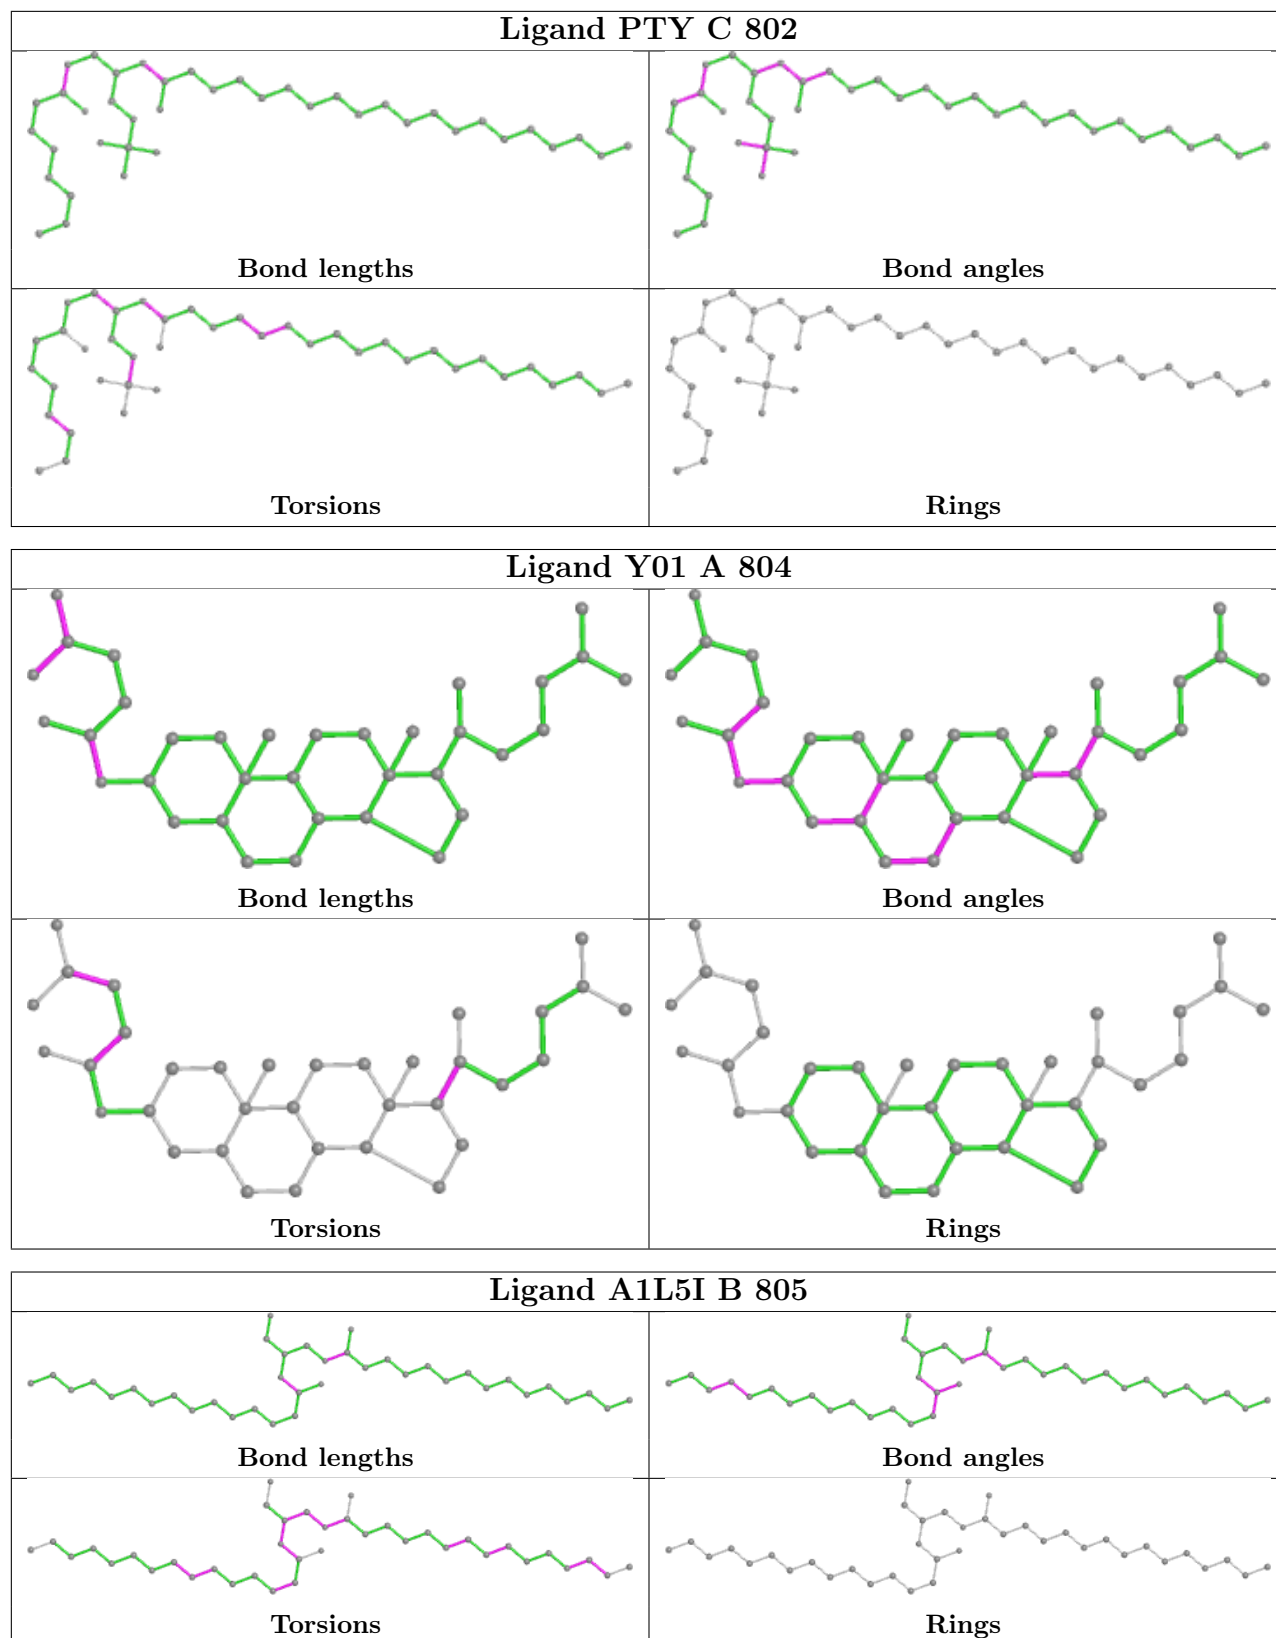 Ligand PTY C 802
Bond lengths
Bond angles
Torsions
Rings
Ligand Y01 A 804
Bond lengths
Bond angles
Torsions
Rings
Ligand A1L5I B 805
Bond lengths
Bond angles
Torsions
Rings